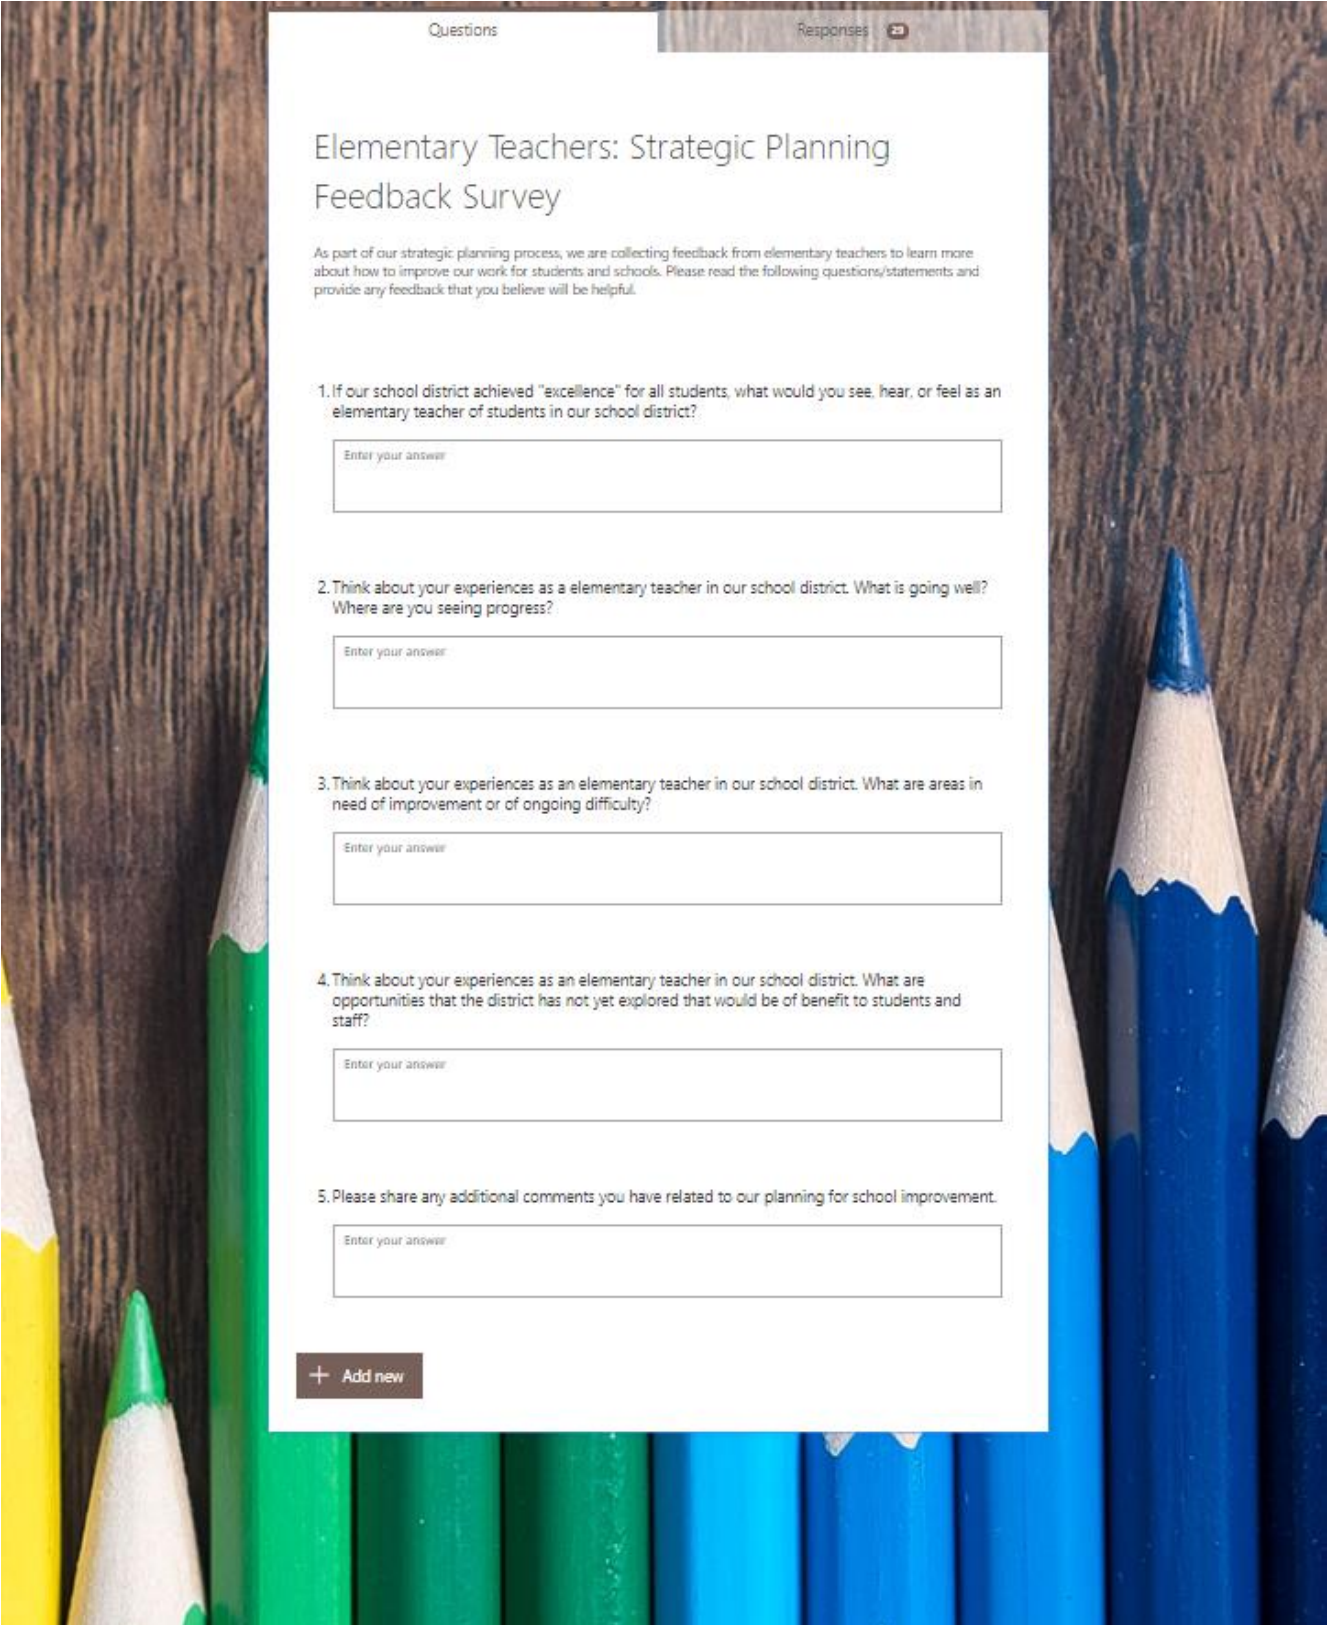 Questions
Responses
Elementary Teachers: Strategic Planning
Feedback Survey
As part of our strategic planning process, we are collecting feedback from elementary teachers to learn more
about how to improve our work for students and schools. Please read the following questions/statements and
provide any feedback that you believe will be helpful.
1. If our school district achieved "excellence" for all students, what would you see, hear, or feel as an
elementary teacher of students in our school district?
Enter your answer
2. Think about your experiences as a elementary teacher in our school district. What is going well?
Where are you seeing progress?
Enter your answer
3. Think about your experiences as an elementary teacher in our school district. What are areas in
need of improvement or of ongoing difficulty?
Enter your answer
4. Think about your experiences as an elementary teacher in our school district. What are
opportunities that the district has not yet explored that would be of benefit to students and
staff?
Enter your answer
5. Please share any additional comments you have related to our planning for school improvement.
Enter your answer
+ Add new